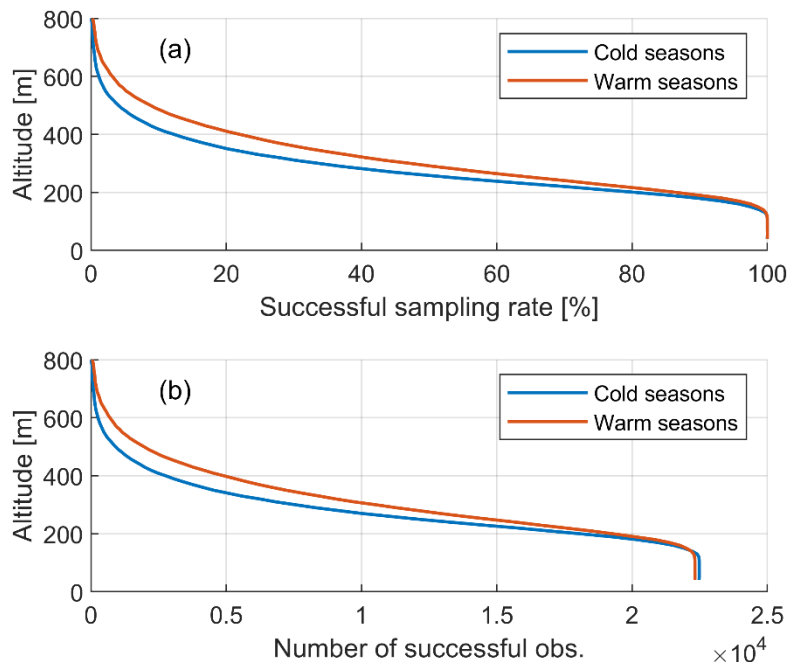 800
600
400
200
0
Altitude [m]
(a)
Cold seasons
Warm seasons
0 20 40 60 80 100
Successful sampling rate [%]
800
600
400
200
0
Altitude [m]
(b)
Cold seasons
Warm seasons
0 0.5 1 1.5 2 2.5
Number of successful obs.
×10⁴